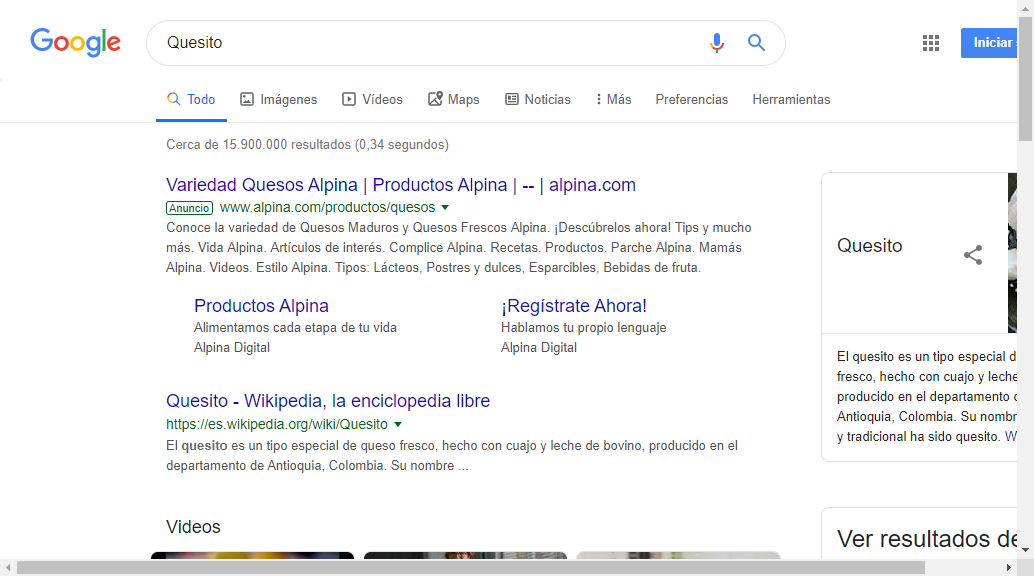 Google
Quesito
Iniciar
Todo
Imágenes
Vídeos
Maps
Noticias
Más
Preferencias
Herramientas
Cerca de 15.900.000 resultados (0,34 segundos)
Variedad Quesos Alpina | Productos Alpina | -- | alpina.com
Anuncio www.alpina.com/productos/quesos
Conoce la variedad de Quesos Maduros y Quesos Frescos Alpina. ¡Descúbrelos ahora! Tips y mucho
más. Vida Alpina. Artículos de interés. Complice Alpina. Recetas. Productos. Parche Alpina. Mamás
Alpina. Videos. Estilo Alpina. Tipos: Lácteos, Postres y dulces, Esparcibles, Bebidas de fruta.
Productos Alpina
Alimentamos cada etapa de tu vida
Alpina Digital
¡Regístrate Ahora!
Hablamos tu propio lenguaje
Alpina Digital
Quesito - Wikipedia, la enciclopedia libre
https://es.wikipedia.org/wiki/Quesito
El quesito es un tipo especial de queso fresco, hecho con cuajo y leche de bovino, producido en el
departamento de Antioquia, Colombia. Su nombre ...
Videos
Quesito
El quesito es un tipo especial d
fresco, hecho con cuajo y leche
producido en el departamento
Antioquia, Colombia. Su nombr
y tradicional ha sido quesito. W
Ver resultados de